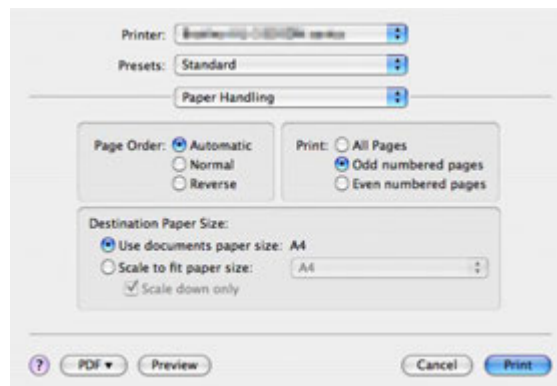 Printer:
Presets: Standard
Paper Handling
Page Order: Automatic
Normal
Reverse
Print: All Pages
Odd numbered pages
Even numbered pages
Destination Paper Size:
Use documents paper size: A4
Scale to fit paper size: A4
Scale down only
? PDF ▾ Preview Cancel Print